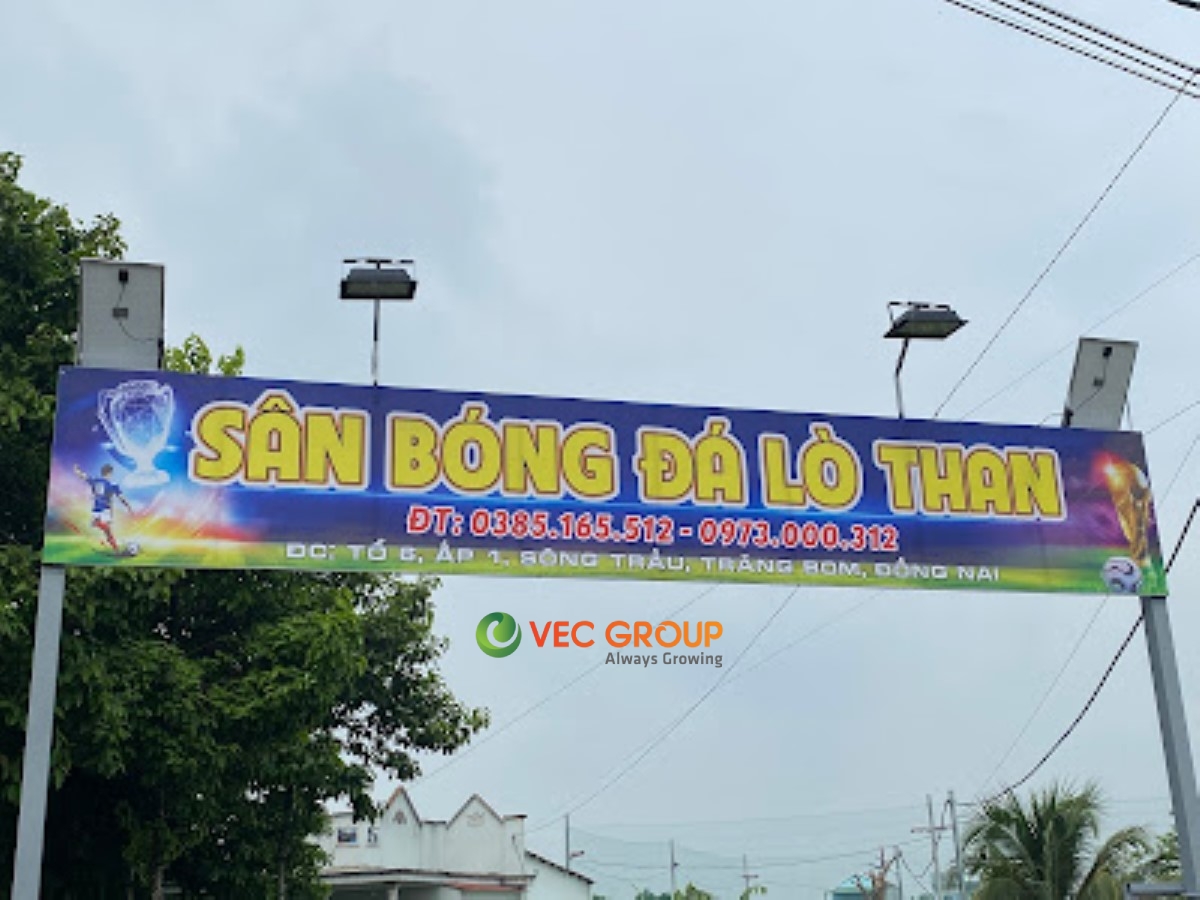 SÂN BÓNG ĐÁ LÒ THAN
ĐT: 0385.165.512 - 0973.000.312
ĐC: TỔ 6, ẤP 1, SÔNG TRẦU, TRẢNG BOM, ĐỒNG NAI
VEC GROUP
Always Growing